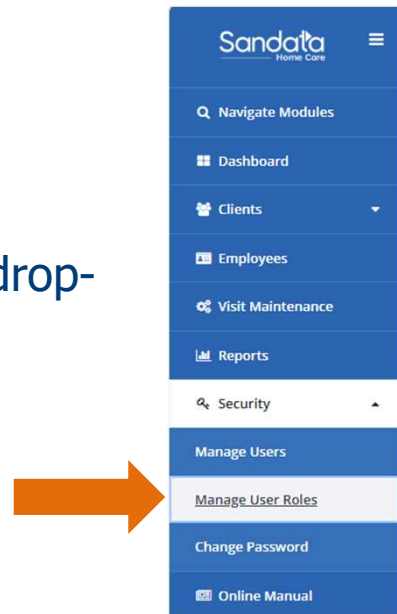 Sandata
Home Care
Navigate Modules
Dashboard
Clients
drop-
Employees
Visit Maintenance
Reports
Security
Manage Users
Manage User Roles
Change Password
Online Manual